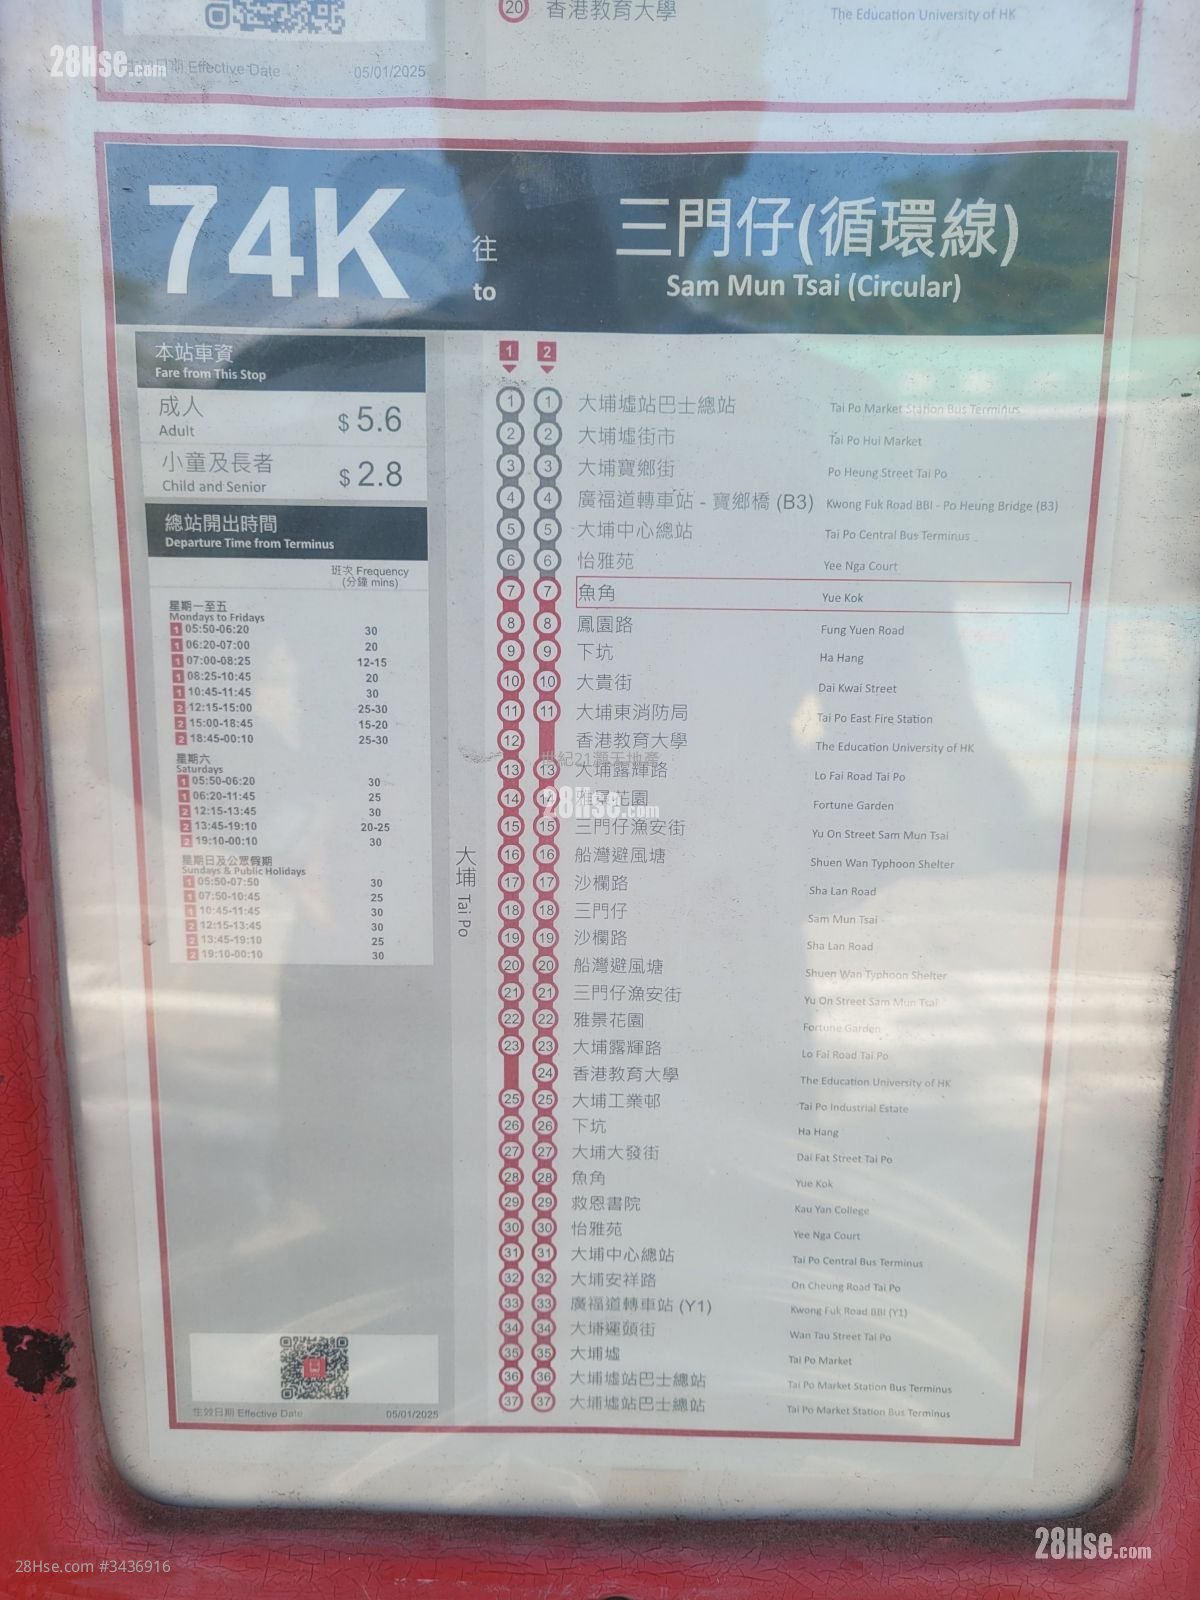 20 香港教育大學 The Education University of HK
28Hse.com
Effective Date 05/01/2025
74K 往 to 三門仔(循環線) Sam Mun Tsai (Circular)
本站車資
Fare from This Stop
成人 Adult $ 5.6
小童及長者 Child and Senior $ 2.8
總站開出時間
Departure Time from Terminus
班次 Frequency
(分鐘 mins)
星期一至五
Mondays to Fridays
1 05:50-06:20 30
1 06:20-07:00 20
1 07:00-08:25 12-15
1 08:25-10:45 20
1 10:45-11:45 30
2 12:15-15:00 25-30
2 15:00-18:45 15-20
2 18:45-00:10 25-30
星期六
Saturdays
1 05:50-06:20 30
1 06:20-11:45 25
2 12:15-13:45 30
2 13:45-19:10 20-25
2 19:10-00:10 30
星期日及公眾假期
Sundays & Public Holidays
1 05:50-07:50 30
1 07:50-10:45 25
1 10:45-11:45 30
2 12:15-13:45 30
2 13:45-19:10 25
2 19:10-00:10 30
大埔 Tai Po
1 2
1 1 大埔墟站巴士總站 Tai Po Market Station Bus Terminus
2 2 大埔墟街市 Tai Po Hui Market
3 3 大埔寶鄉街 Po Heung Street Tai Po
4 4 廣福道轉車站 - 寶鄉橋 (B3) Kwong Fuk Road BBI - Po Heung Bridge (B3)
5 5 大埔中心總站 Tai Po Central Bus Terminus
6 6 怡雅苑 Yee Nga Court
7 7 魚角 Yue Kok
8 8 鳳園路 Fung Yuen Road
9 9 下坑 Ha Hang
10 10 大貴街 Dai Kwai Street
11 11 大埔東消防局 Tai Po East Fire Station
12 香港教育大學 The Education University of HK
世紀21灝天地產
13 13 大埔露輝路 Lo Fai Road Tai Po
14 14 雅景花園 Fortune Garden
28Hse.com
15 15 三門仔漁安街 Yu On Street Sam Mun Tsai
16 16 船灣避風塘 Shuen Wan Typhoon Shelter
17 17 沙欄路 Sha Lan Road
18 18 三門仔 Sam Mun Tsai
19 19 沙欄路 Sha Lan Road
20 20 船灣避風塘 Shuen Wan Typhoon Shelter
21 21 三門仔漁安街 Yu On Street Sam Mun Tsai
22 22 雅景花園 Fortune Garden
23 23 大埔露輝路 Lo Fai Road Tai Po
24 香港教育大學 The Education University of HK
25 25 大埔工業邨 Tai Po Industrial Estate
26 26 下坑 Ha Hang
27 27 大埔大發街 Dai Fat Street Tai Po
28 28 魚角 Yue Kok
29 29 救恩書院 Kau Yan College
30 30 怡雅苑 Yee Nga Court
31 31 大埔中心總站 Tai Po Central Bus Terminus
32 32 大埔安祥路 On Cheung Road Tai Po
33 33 廣福道轉車站 (Y1) Kwong Fuk Road BBI (Y1)
34 34 大埔運頭街 Wan Tau Street Tai Po
35 35 大埔墟 Tai Po Market
36 36 大埔墟站巴士總站 Tai Po Market Station Bus Terminus
37 37 大埔墟站巴士總站 Tai Po Market Station Bus Terminus
生效日期 Effective Date 05/01/2025
28Hse.com
28Hse.com #3436916